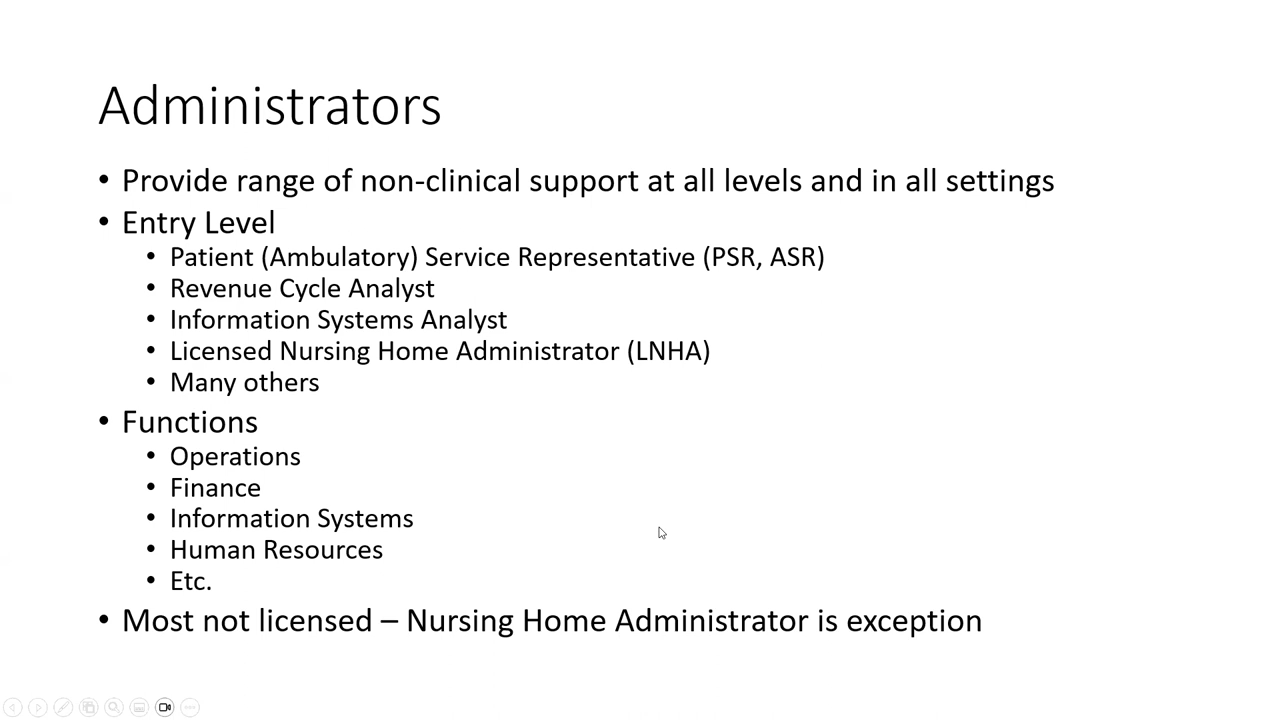 Administrators
• Provide range of non-clinical support at all levels and in all settings
• Entry Level
• Patient (Ambulatory) Service Representative (PSR, ASR)
• Revenue Cycle Analyst
• Information Systems Analyst
• Licensed Nursing Home Administrator (LNHA)
• Many others
• Functions
• Operations
• Finance
• Information Systems
• Human Resources
• Etc.
• Most not licensed – Nursing Home Administrator is exception